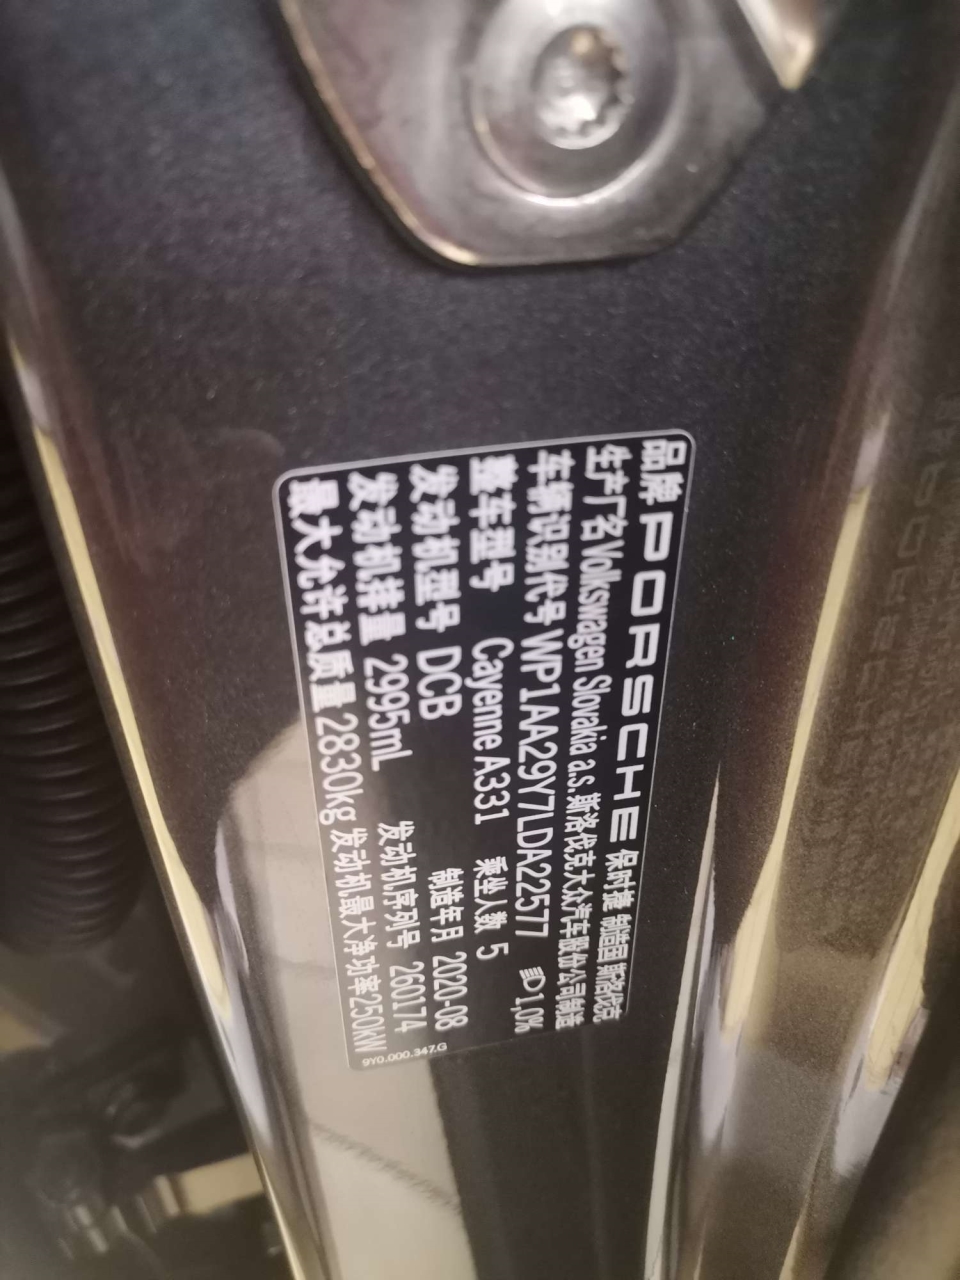 品牌 PORSCHE 保时捷 制造国 斯洛伐克
生产厂名 Volkswagen Slovakia a.s.斯洛伐克大众汽车股份公司制造
车辆识别代号 WP1AA29Y7LDA22577 1,0%
整车型号 Cayenne A331 乘坐人数 5
发动机型号 DCB 制造年月 2020-08
发动机排量 2995mL 发动机序列号 260174
最大允许总质量 2830kg 发动机最大净功率250kW
9Y0.000.347.G